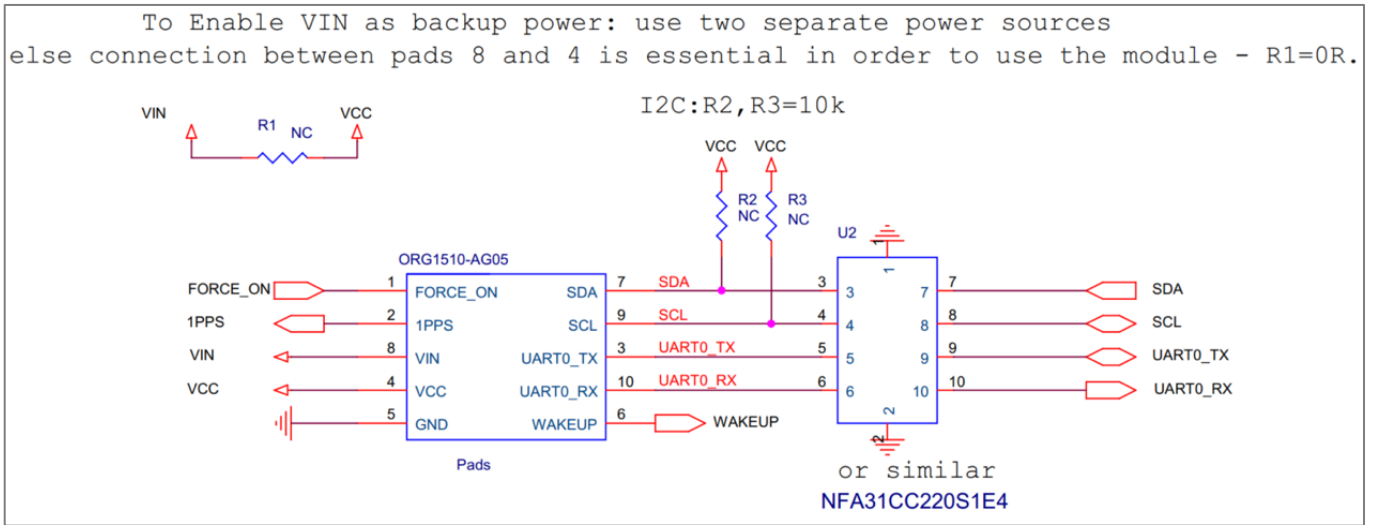 To Enable VIN as backup power: use two separate power sources
else connection between pads 8 and 4 is essential in order to use the module - R1=0R.
I2C:R2,R3=10k
VIN
R1
NC
VCC
VCC
VCC
R2
NC
R3
NC
U2
ORG1510-AG05
FORCE_ON
1
FORCE_ON
SDA
7
SDA
3
3
7
7
SDA
1PPS
2
1PPS
SCL
9
SCL
4
4
8
8
SCL
VIN
8
VIN
UART0_TX
3
UART0_TX
5
5
9
9
UART0_TX
VCC
4
VCC
UART0_RX
10
UART0_RX
6
6
10
10
UART0_RX
5
GND
WAKEUP
6
WAKEUP
1
1
2
2
Pads
or similar
NFA31CC220S1E4